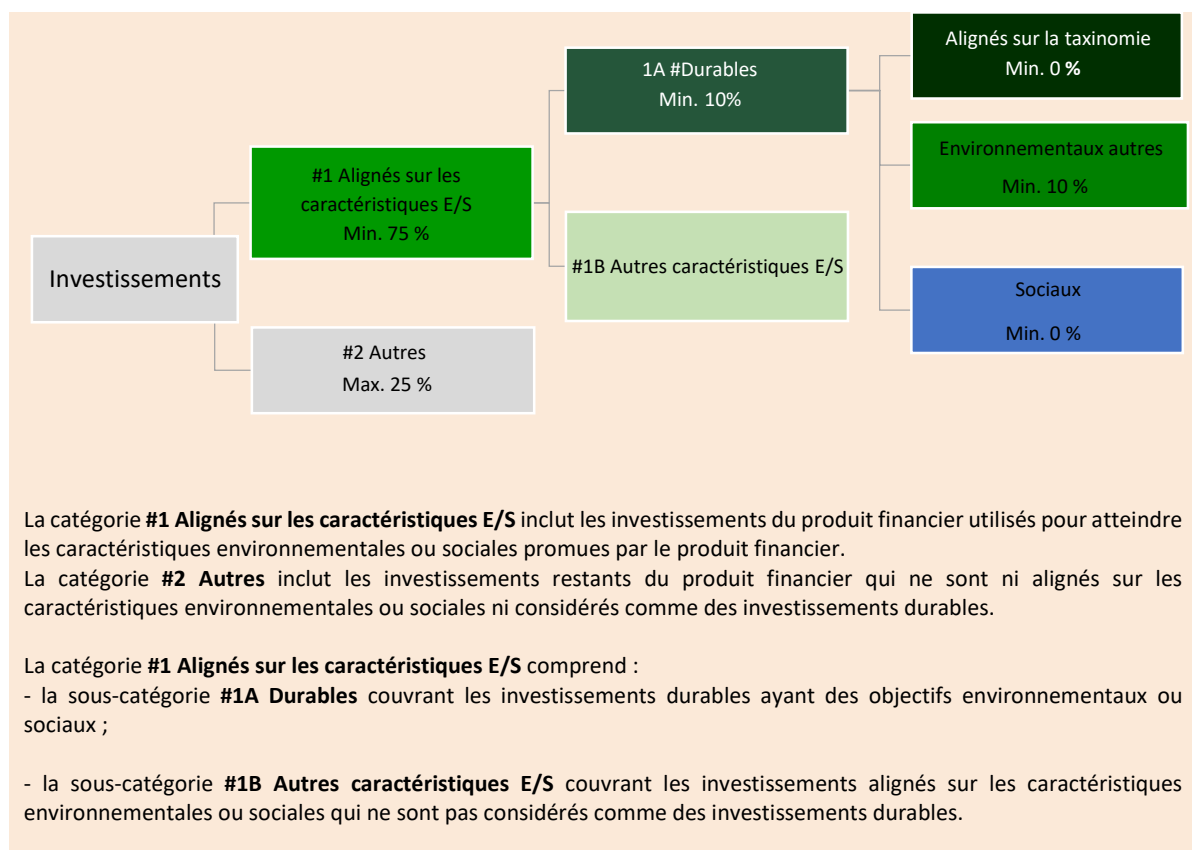 Alignés sur la taxinomie
Min. 0 %
1A #Durables
Min. 10%
Environnementaux autres
Min. 10 %
#1 Alignés sur les
caractéristiques E/S
Min. 75 %
#1B Autres caractéristiques E/S
Investissements
Sociaux
Min. 0 %
#2 Autres
Max. 25 %
La catégorie #1 Alignés sur les caractéristiques E/S inclut les investissements du produit financier utilisés pour atteindre
les caractéristiques environnementales ou sociales promues par le produit financier.
La catégorie #2 Autres inclut les investissements restants du produit financier qui ne sont ni alignés sur les
caractéristiques environnementales ou sociales ni considérés comme des investissements durables.
La catégorie #1 Alignés sur les caractéristiques E/S comprend :
- la sous-catégorie #1A Durables couvrant les investissements durables ayant des objectifs environnementaux ou
sociaux ;
- la sous-catégorie #1B Autres caractéristiques E/S couvrant les investissements alignés sur les caractéristiques
environnementales ou sociales qui ne sont pas considérés comme des investissements durables.